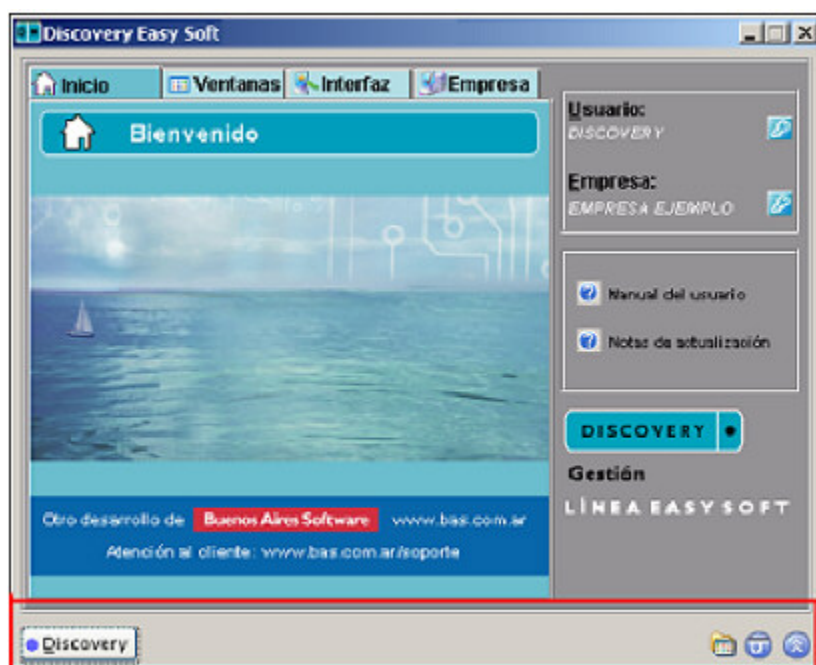 Discovery Easy Soft
Inicio Ventanas Interfaz Empresa
Bienvenido
Usuario:
DISCOVERY
Empresa:
EMPRESA EJEMPLO
Manual del usuario
Notas de actualización
DISCOVERY
Gestión
LÍNEA EASY SOFT
Otro desarrollo de Buenos Aires Software www.bas.com.ar
Atención al cliente: www.bas.com.ar/soporte
Discovery